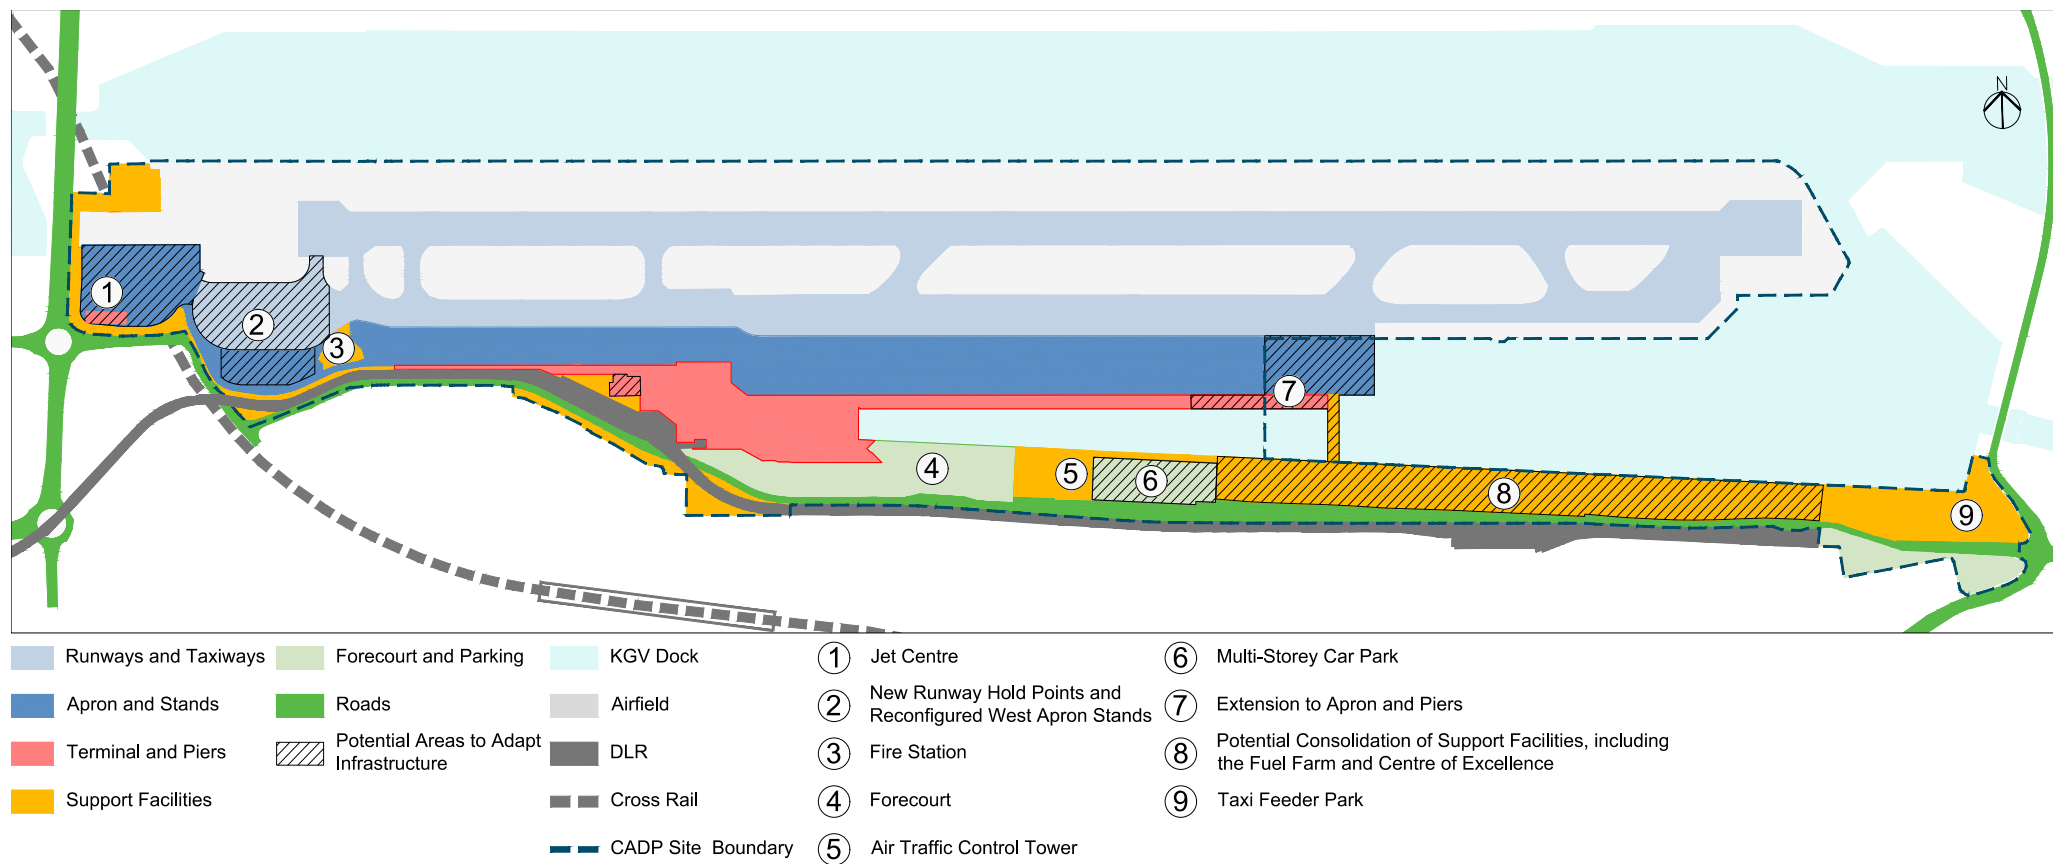 N
1
2
3
7
4
5
6
8
9
Runways and Taxiways
Apron and Stands
Terminal and Piers
Support Facilities
Forecourt and Parking
Roads
Potential Areas to Adapt
Infrastructure
KGV Dock
Airfield
DLR
Cross Rail
CADP Site Boundary
1 Jet Centre
2 New Runway Hold Points and
Reconfigured West Apron Stands
3 Fire Station
4 Forecourt
5 Air Traffic Control Tower
6 Multi-Storey Car Park
7 Extension to Apron and Piers
8 Potential Consolidation of Support Facilities, including
the Fuel Farm and Centre of Excellence
9 Taxi Feeder Park